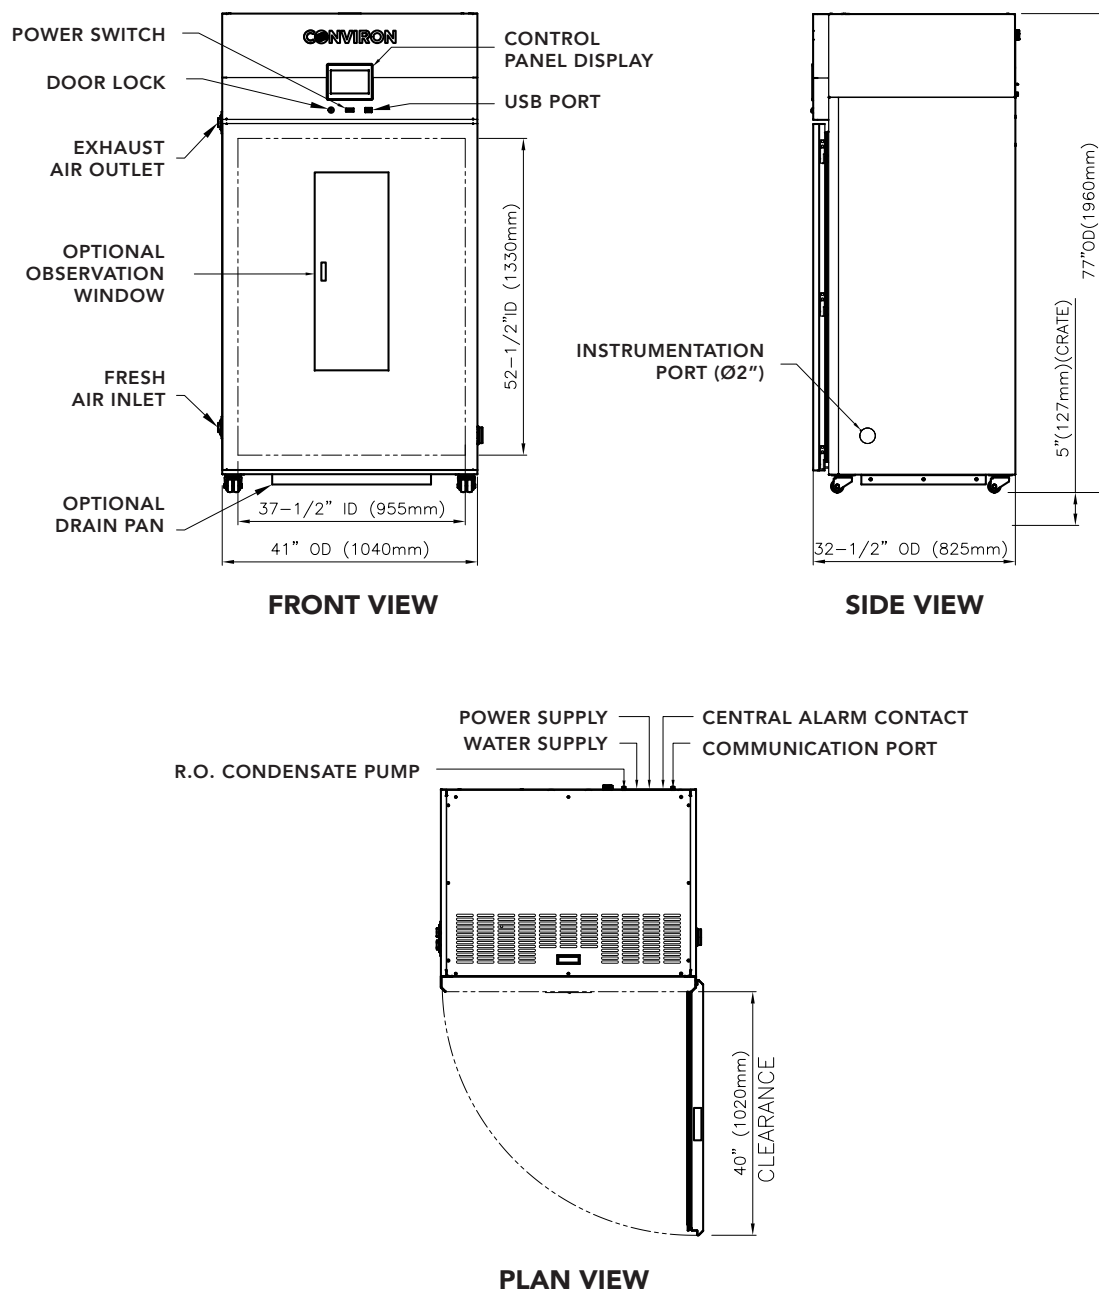 CONVIRON
POWER SWITCH
DOOR LOCK
EXHAUST
AIR OUTLET
OPTIONAL
OBSERVATION
WINDOW
FRESH
AIR INLET
OPTIONAL
DRAIN PAN
CONTROL
PANEL DISPLAY
USB PORT
52-1/2"ID (1330mm)
37-1/2" ID (955mm)
41" OD (1040mm)
FRONT VIEW
INSTRUMENTATION
PORT (Ø2")
77"OD(1960mm)
5"(127mm)(CRATE)
32-1/2" OD (825mm)
SIDE VIEW
POWER SUPPLY
WATER SUPPLY
R.O. CONDENSATE PUMP
CENTRAL ALARM CONTACT
COMMUNICATION PORT
40" (1020mm)
CLEARANCE
PLAN VIEW